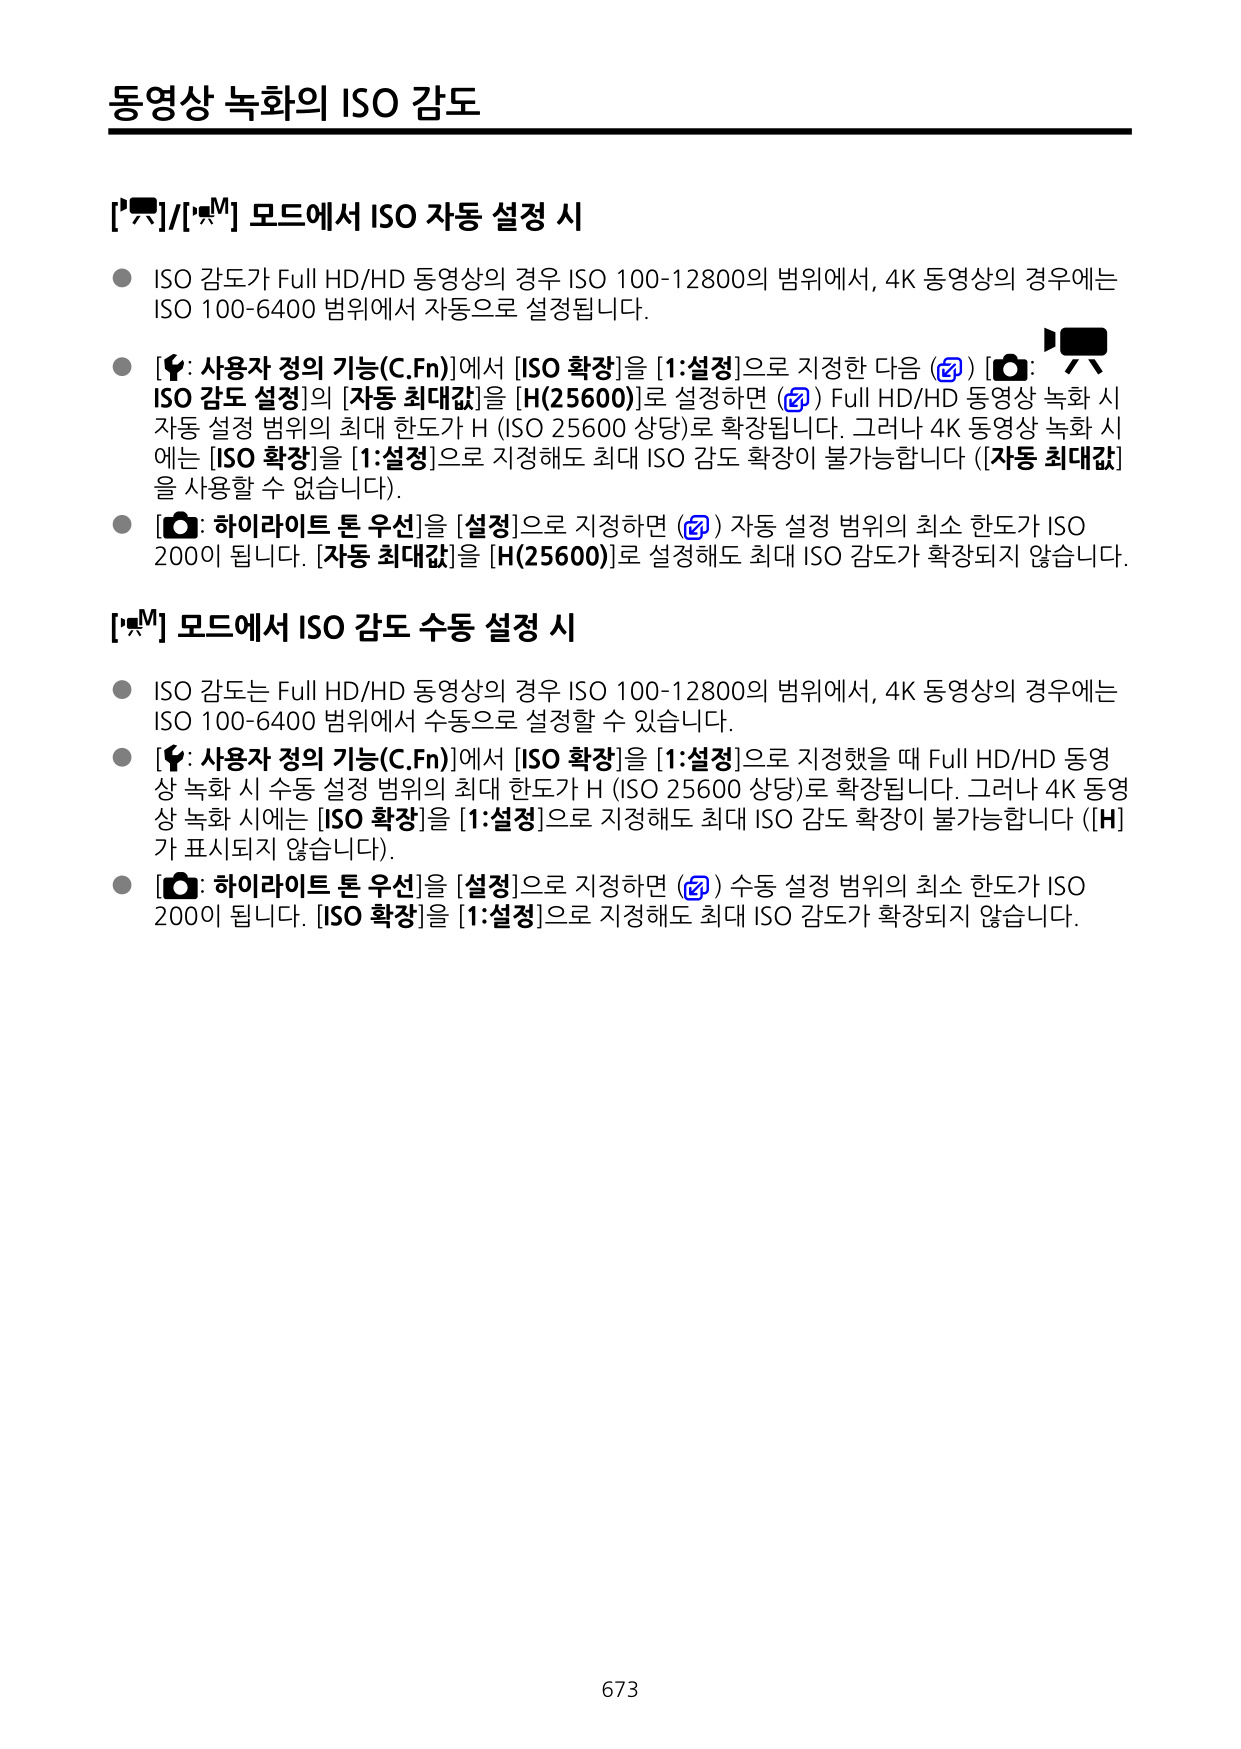 동영상 녹화의 ISO 감도
[]/[M] 모드에서 ISO 자동 설정 시
● ISO 감도가 Full HD/HD 동영상의 경우 ISO 100-12800의 범위에서, 4K 동영상의 경우에는
ISO 100-6400 범위에서 자동으로 설정됩니다.
● [: 사용자 정의 기능(C.Fn)]에서 [ISO 확장]을 [1:설정]으로 지정한 다음 () [:
ISO 감도 설정]의 [자동 최대값]을 [H(25600)]로 설정하면 () Full HD/HD 동영상 녹화 시
자동 설정 범위의 최대 한도가 H (ISO 25600 상당)로 확장됩니다. 그러나 4K 동영상 녹화 시
에는 [ISO 확장]을 [1:설정]으로 지정해도 최대 ISO 감도 확장이 불가능합니다 ([자동 최대값]
을 사용할 수 없습니다).
● [: 하이라이트 톤 우선]을 [설정]으로 지정하면 () 자동 설정 범위의 최소 한도가 ISO
200이 됩니다. [자동 최대값]을 [H(25600)]로 설정해도 최대 ISO 감도가 확장되지 않습니다.
[M] 모드에서 ISO 감도 수동 설정 시
● ISO 감도는 Full HD/HD 동영상의 경우 ISO 100-12800의 범위에서, 4K 동영상의 경우에는
ISO 100-6400 범위에서 수동으로 설정할 수 있습니다.
● [: 사용자 정의 기능(C.Fn)]에서 [ISO 확장]을 [1:설정]으로 지정했을 때 Full HD/HD 동영
상 녹화 시 수동 설정 범위의 최대 한도가 H (ISO 25600 상당)로 확장됩니다. 그러나 4K 동영
상 녹화 시에는 [ISO 확장]을 [1:설정]으로 지정해도 최대 ISO 감도 확장이 불가능합니다 ([H]
가 표시되지 않습니다).
● [: 하이라이트 톤 우선]을 [설정]으로 지정하면 () 수동 설정 범위의 최소 한도가 ISO
200이 됩니다. [ISO 확장]을 [1:설정]으로 지정해도 최대 ISO 감도가 확장되지 않습니다.
673